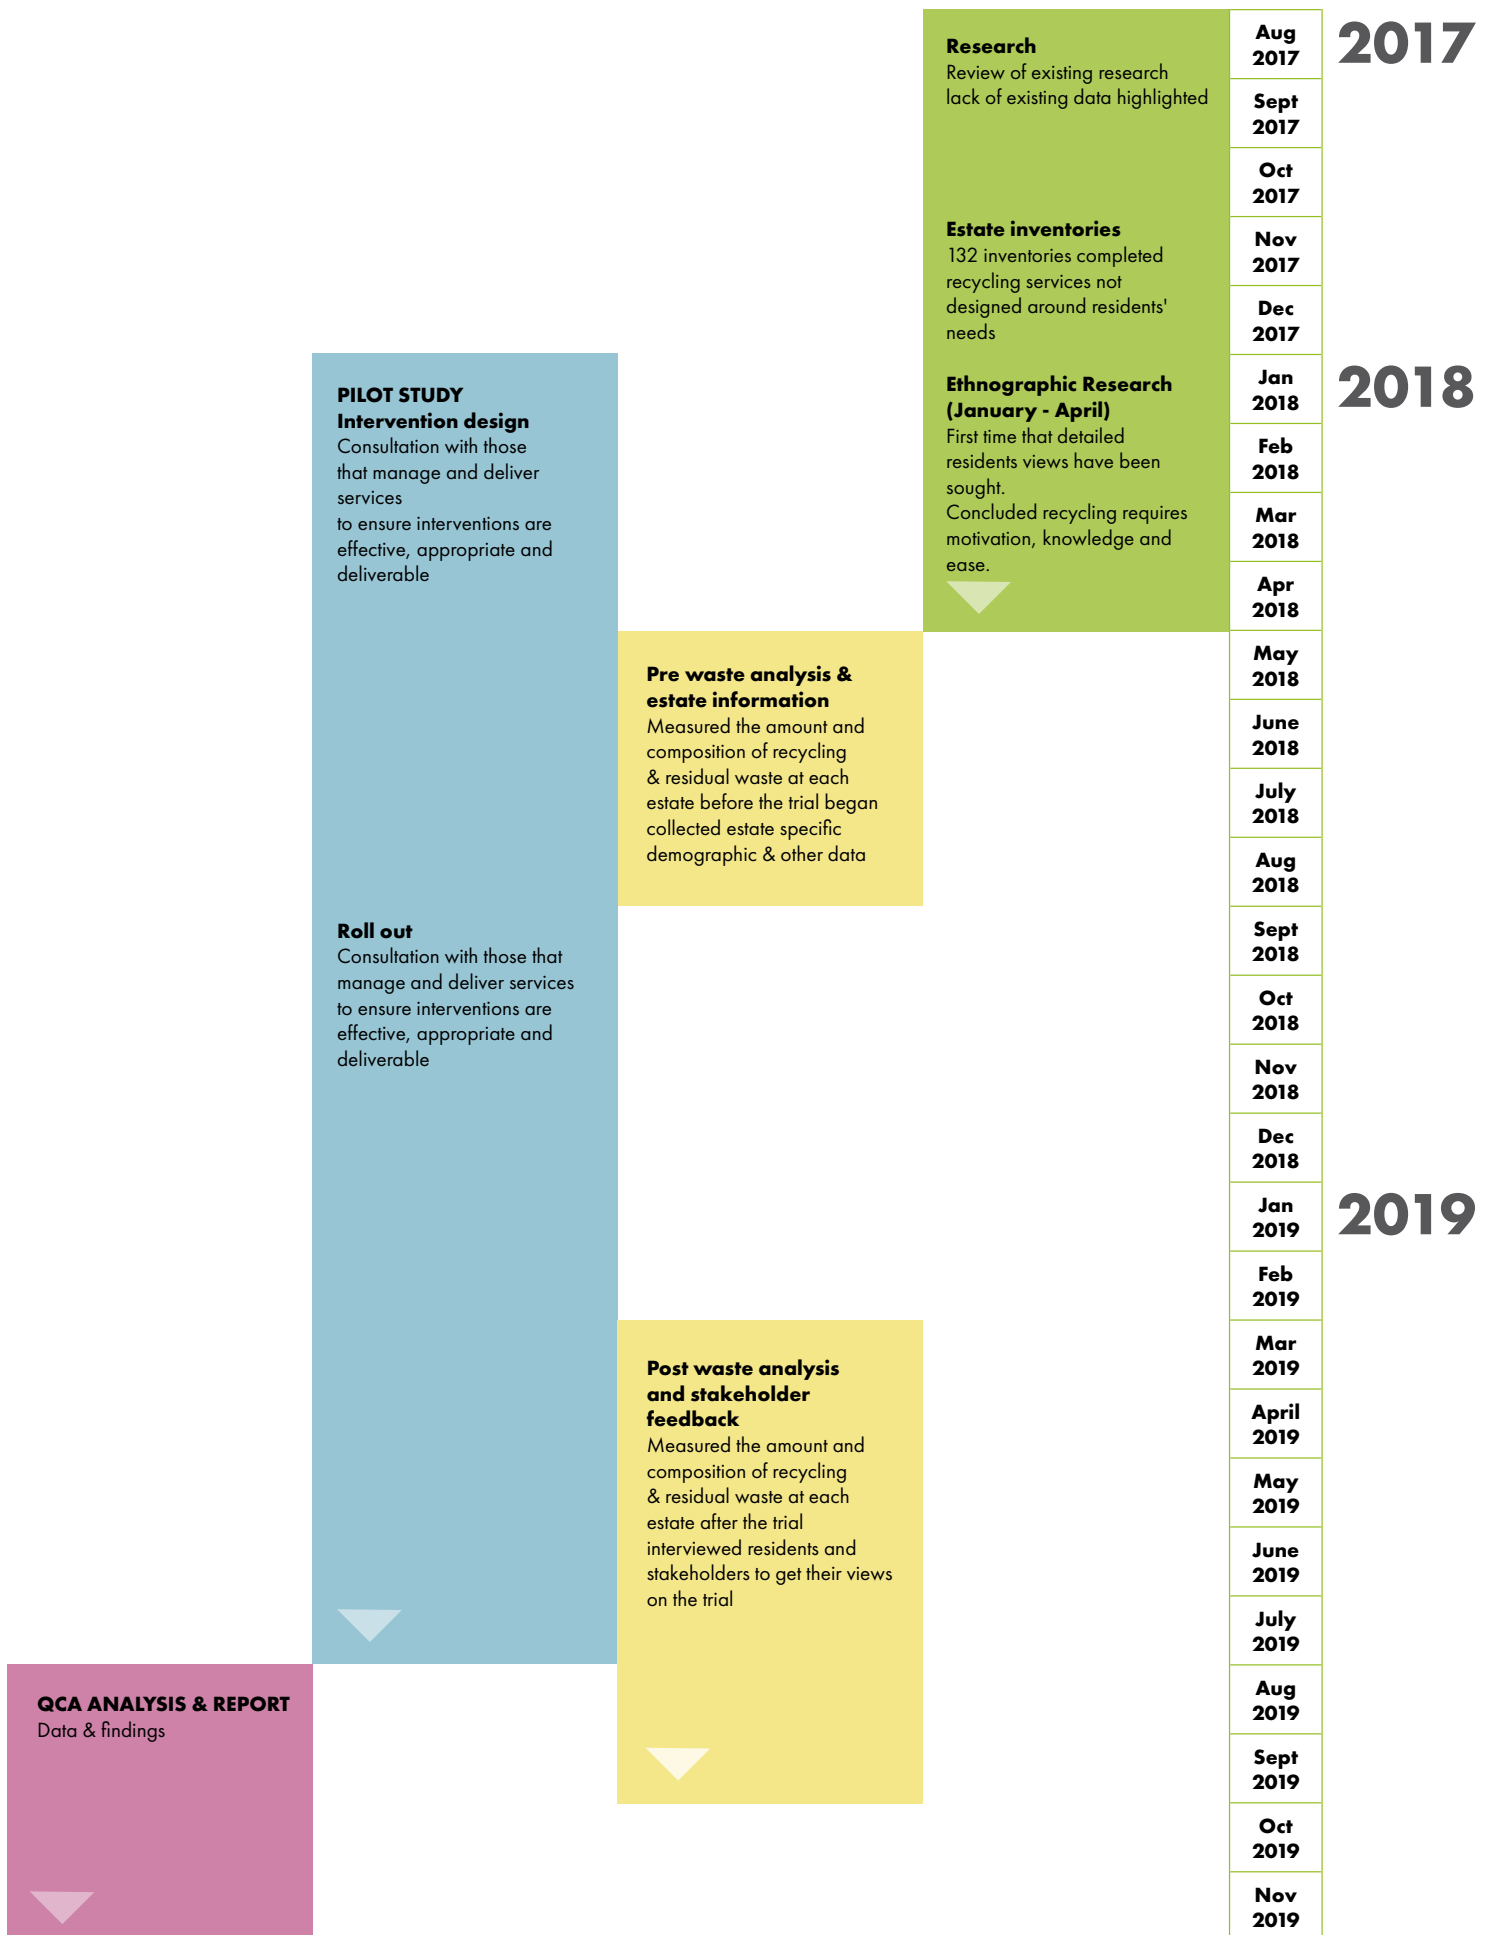 Research
Review of existing research
lack of existing data highlighted
Estate inventories
132 inventories completed
recycling services not
designed around residents'
needs
Ethnographic Research
(January - April)
First time that detailed
residents views have been
sought.
Concluded recycling requires
motivation, knowledge and
ease.
PILOT STUDY
Intervention design
Consultation with those
that manage and deliver
services
to ensure interventions are
effective, appropriate and
deliverable
Roll out
Consultation with those that
manage and deliver services
to ensure interventions are
effective, appropriate and
deliverable
Pre waste analysis &
estate information
Measured the amount and
composition of recycling
& residual waste at each
estate before the trial began
collected estate specific
demographic & other data
Post waste analysis
and stakeholder
feedback
Measured the amount and
composition of recycling
& residual waste at each
estate after the trial
interviewed residents and
stakeholders to get their views
on the trial
QCA ANALYSIS & REPORT
Data & findings
Aug
2017
Sept
2017
Oct
2017
Nov
2017
Dec
2017
Jan
2018
Feb
2018
Mar
2018
Apr
2018
May
2018
June
2018
July
2018
Aug
2018
Sept
2018
Oct
2018
Nov
2018
Dec
2018
Jan
2019
Feb
2019
Mar
2019
April
2019
May
2019
June
2019
July
2019
Aug
2019
Sept
2019
Oct
2019
Nov
2019
2017
2018
2019